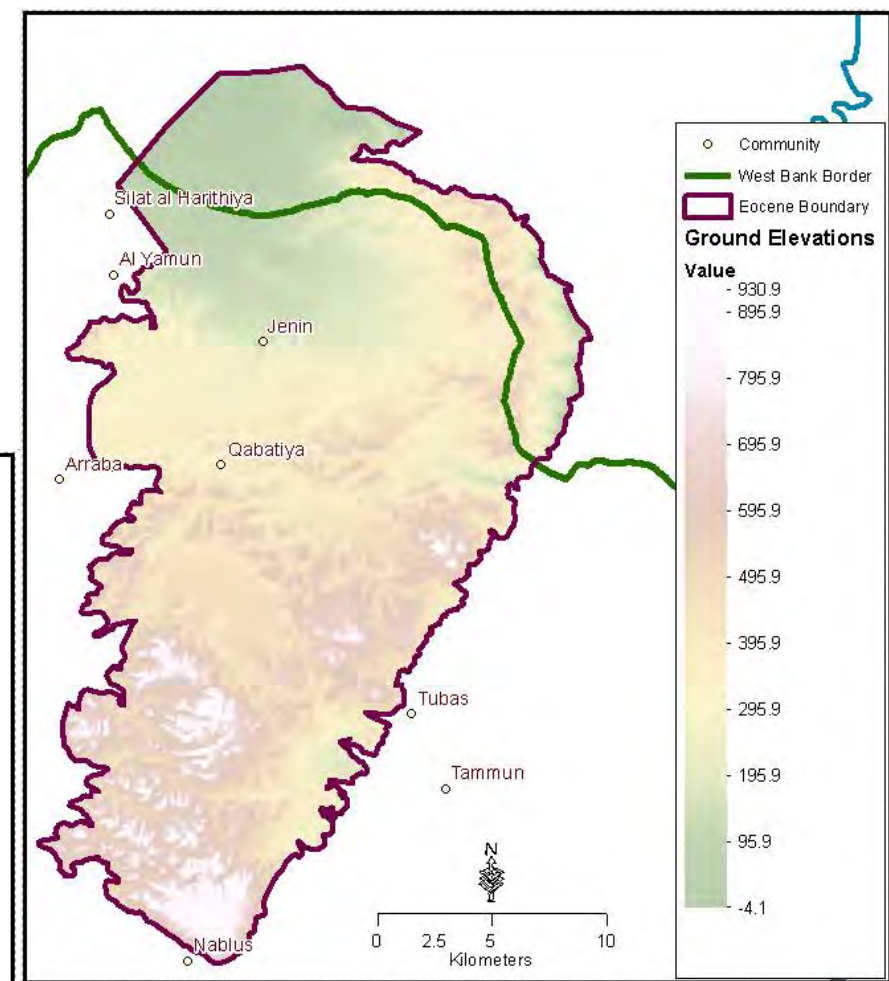 Community
West Bank Border
Eocene Boundary
Ground Elevations
Value
- 930.9
- 895.9
- 795.9
- 695.9
- 595.9
- 495.9
- 395.9
- 295.9
- 195.9
- 95.9
- -4.1
Silat al Harithiya
Al Yamun
Jenin
Qabatiya
Arraba
Tubas
Tammun
Nablus
N
0 2.5 5 10
Kilometers